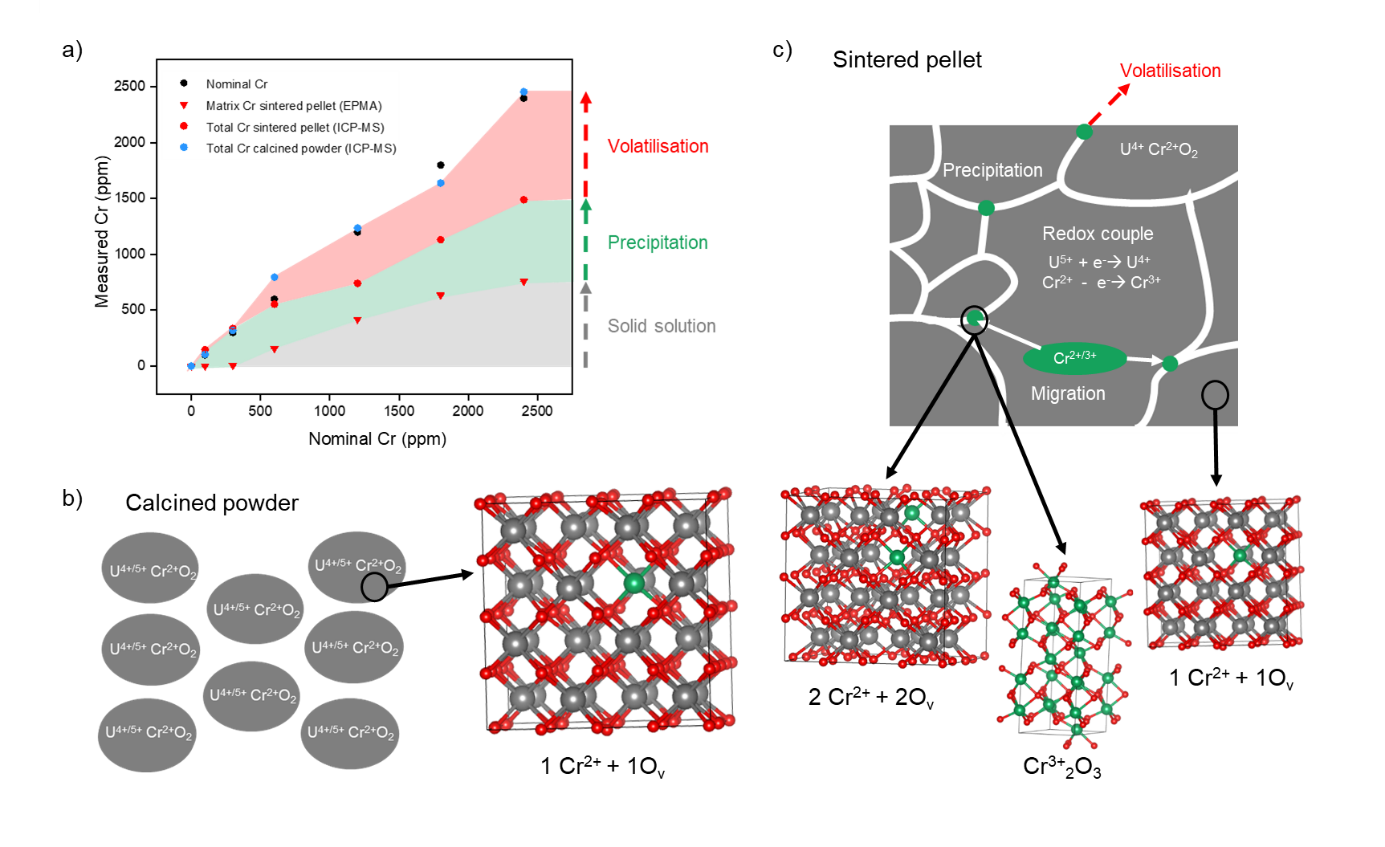 a)
Measured Cr (ppm)
2500
2000
1500
1000
500
0
Nominal Cr
Matrix Cr sintered pellet (EPMA)
Total Cr sintered pellet (ICP-MS)
Total Cr calcined powder (ICP-MS)
0 500 1000 1500 2000 2500
Nominal Cr (ppm)
Volatilisation
Precipitation
Solid solution
b)
Calcined powder
U⁴⁺/⁵⁺ Cr²⁺O₂
U⁴⁺/⁵⁺ Cr²⁺O₂
U⁴⁺/⁵⁺ Cr²⁺O₂
U⁴⁺/⁵⁺ Cr²⁺O₂
U⁴⁺/⁵⁺ Cr²⁺O₂
U⁴⁺/⁵⁺ Cr²⁺O₂
U⁴⁺/⁵⁺ Cr²⁺O₂
U⁴⁺/⁵⁺ Cr²⁺O₂
1 Cr²⁺ + 1Oᵥ
c)
Sintered pellet
Volatilisation
U⁴⁺ Cr²⁺O₂
Precipitation
Redox couple
U⁵⁺ + e⁻→ U⁴⁺
Cr²⁺ - e⁻→ Cr³⁺
Cr²⁺/³⁺
Migration
2 Cr²⁺ + 2Oᵥ
Cr³⁺₂O₃
1 Cr²⁺ + 1Oᵥ